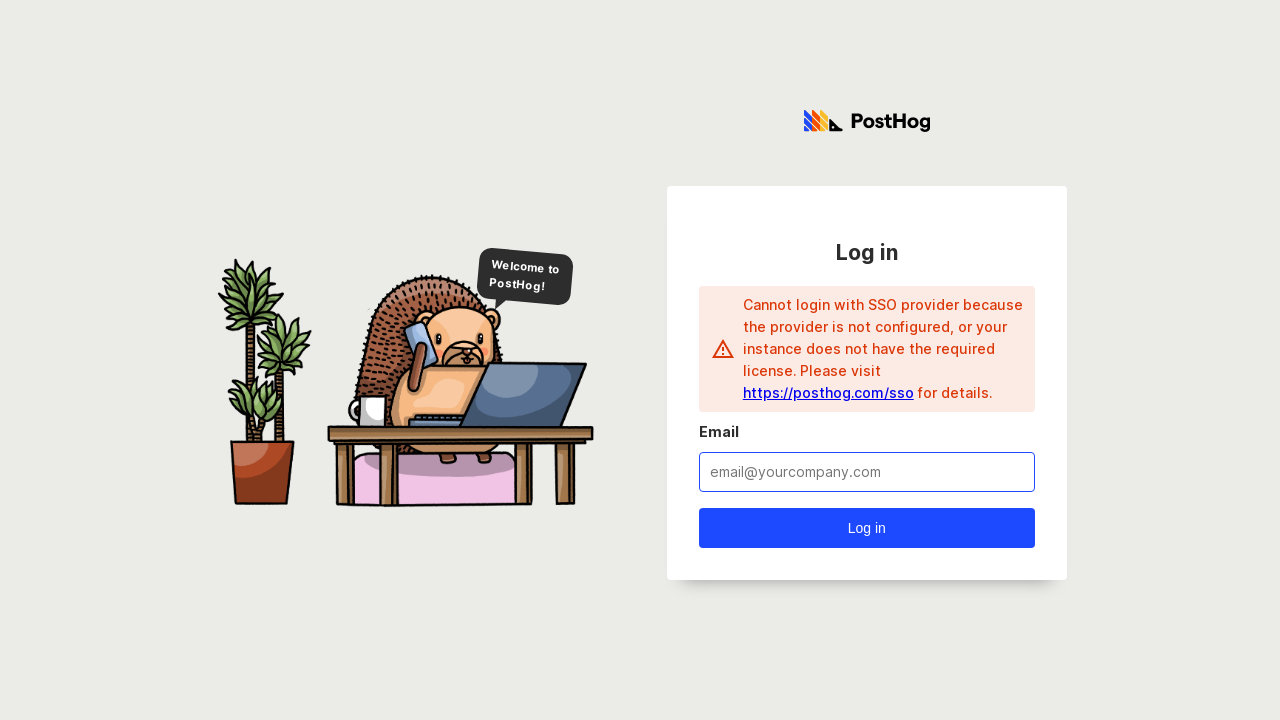 PostHog
Welcome to
PostHog!
Log in
Cannot login with SSO provider because
the provider is not configured, or your
instance does not have the required
license. Please visit
https://posthog.com/sso for details.
Email
email@yourcompany.com
Log in